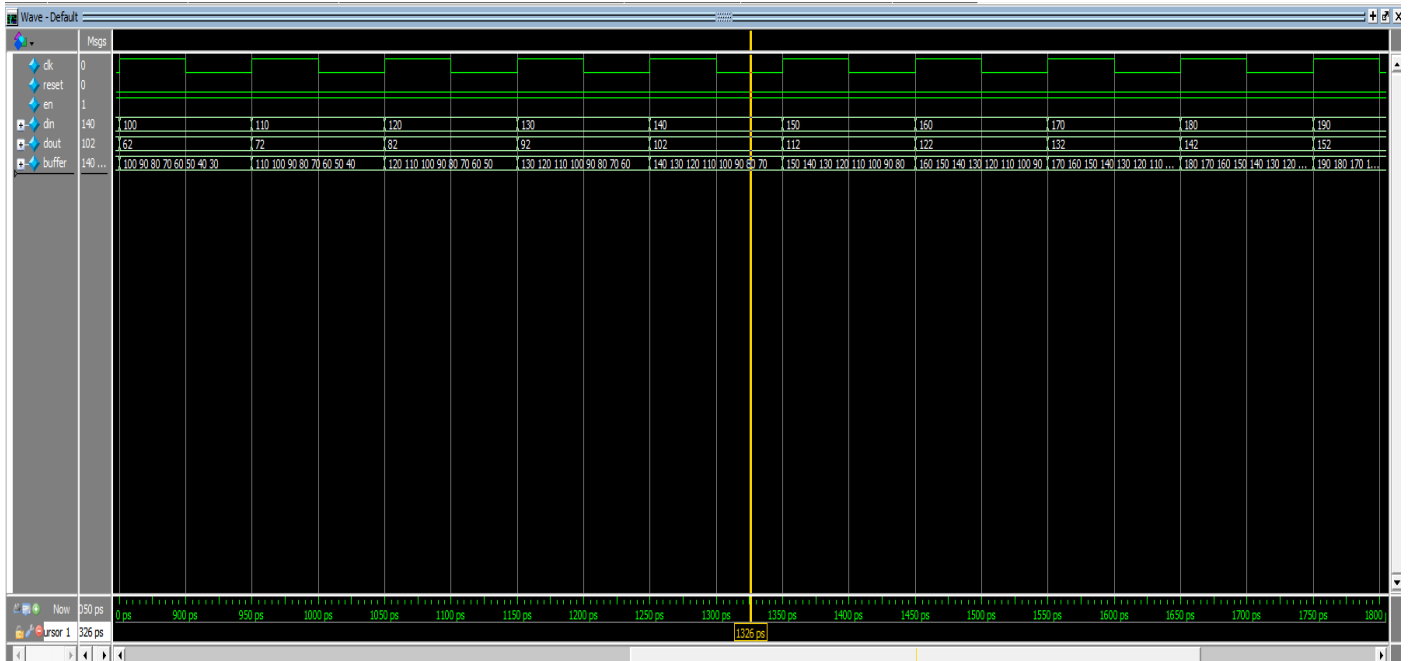 Wave - Default
Msgs
clk 0
reset 0
en 1
din 140 100 110 120 130 140 150 160 170 180 190
dout 102 62 72 82 92 102 112 122 132 142 152
buffer 140 ... 100 90 80 70 60 50 40 30 110 100 90 80 70 60 50 40 120 110 100 90 80 70 60 50 130 120 110 100 90 80 70 60 140 130 120 110 100 90 80 70 150 140 130 120 110 100 90 80 160 150 140 130 120 110 100 90 170 160 150 140 130 120 110 ... 180 170 160 150 140 130 120 ... 190 180 170 1...
Now 050 ps 0 ps 900 ps 950 ps 1000 ps 1050 ps 1100 ps 1150 ps 1200 ps 1250 ps 1300 ps 1350 ps 1400 ps 1450 ps 1500 ps 1550 ps 1600 ps 1650 ps 1700 ps 1750 ps 1800
ursor 1 326 ps 1326 ps